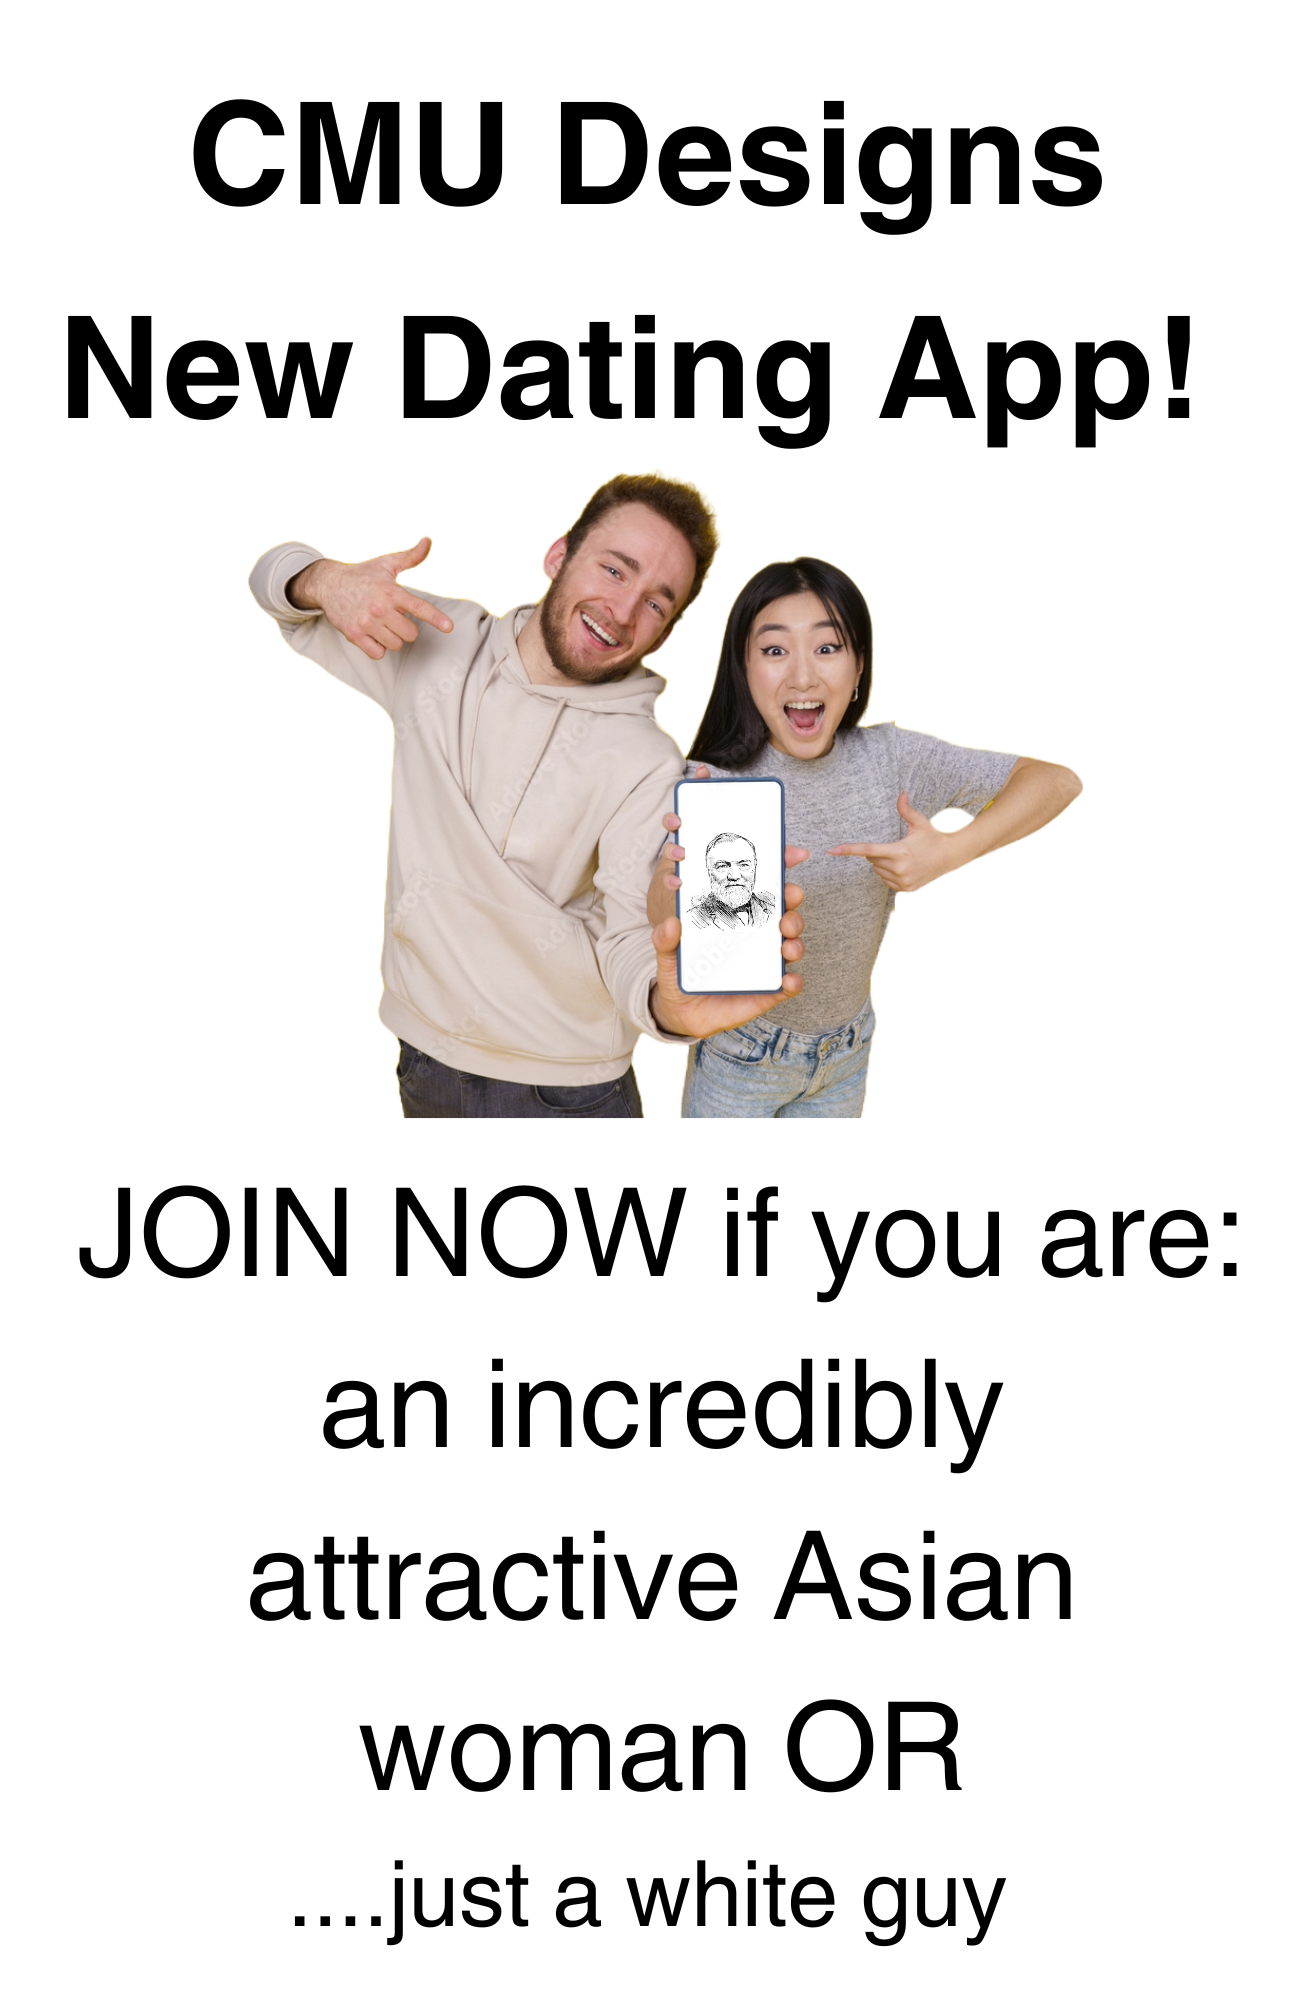 CMU Designs
New Dating App!
JOIN NOW if you are:
an incredibly
attractive Asian
woman OR
....just a white guy